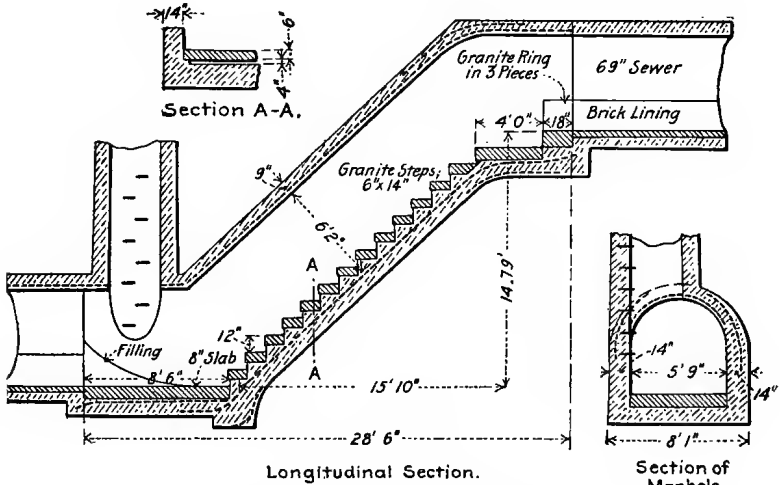 14"
6"
4"
Section A-A.
Granite Ring
in 3 Pieces
69" Sewer
4' 0"
18"
Brick Lining
9"
Granite Steps,
6" x 14"
6' 2"
A
14.79'
Filling
12"
8" Slab
8' 6"
A
15' 10"
28' 6"
14"
5' 9"
14"
8' 1"
Longitudinal Section.
Section of